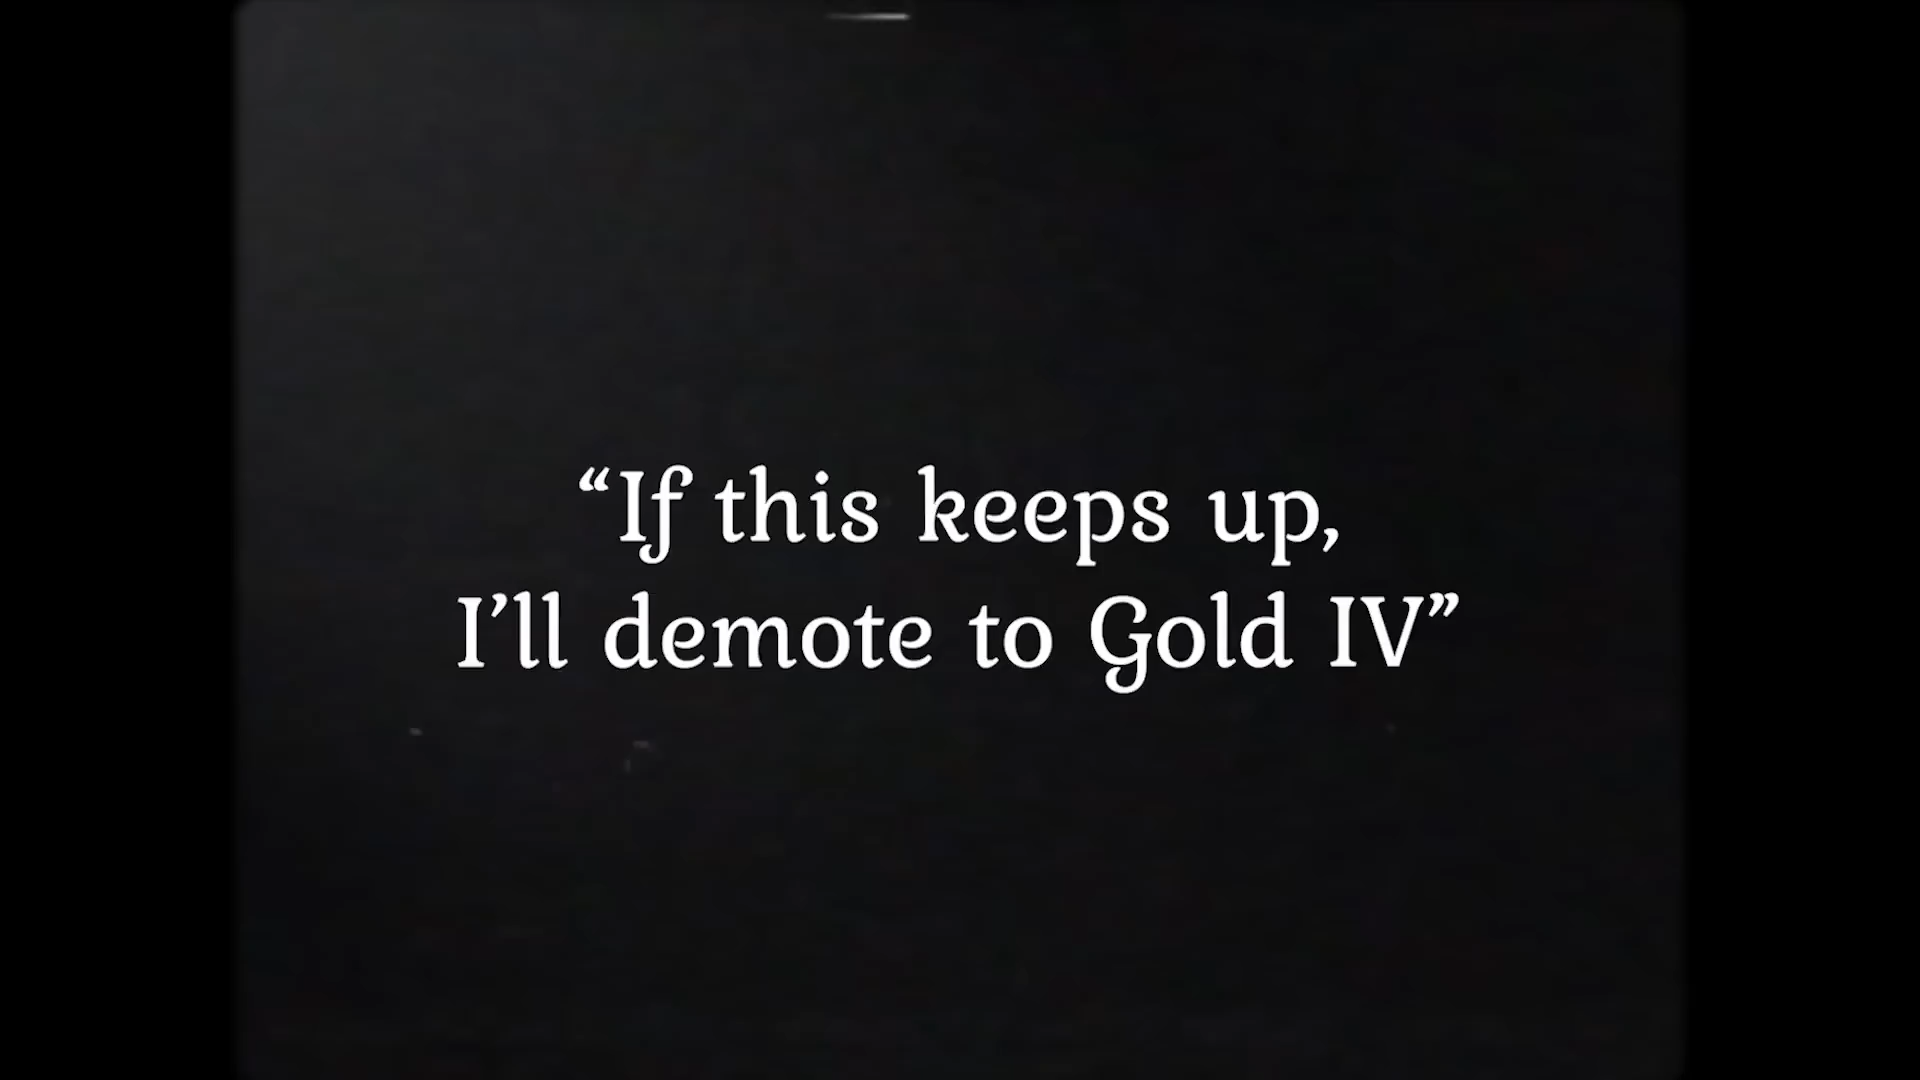 “If this keeps up,
I’ll demote to Gold IV”